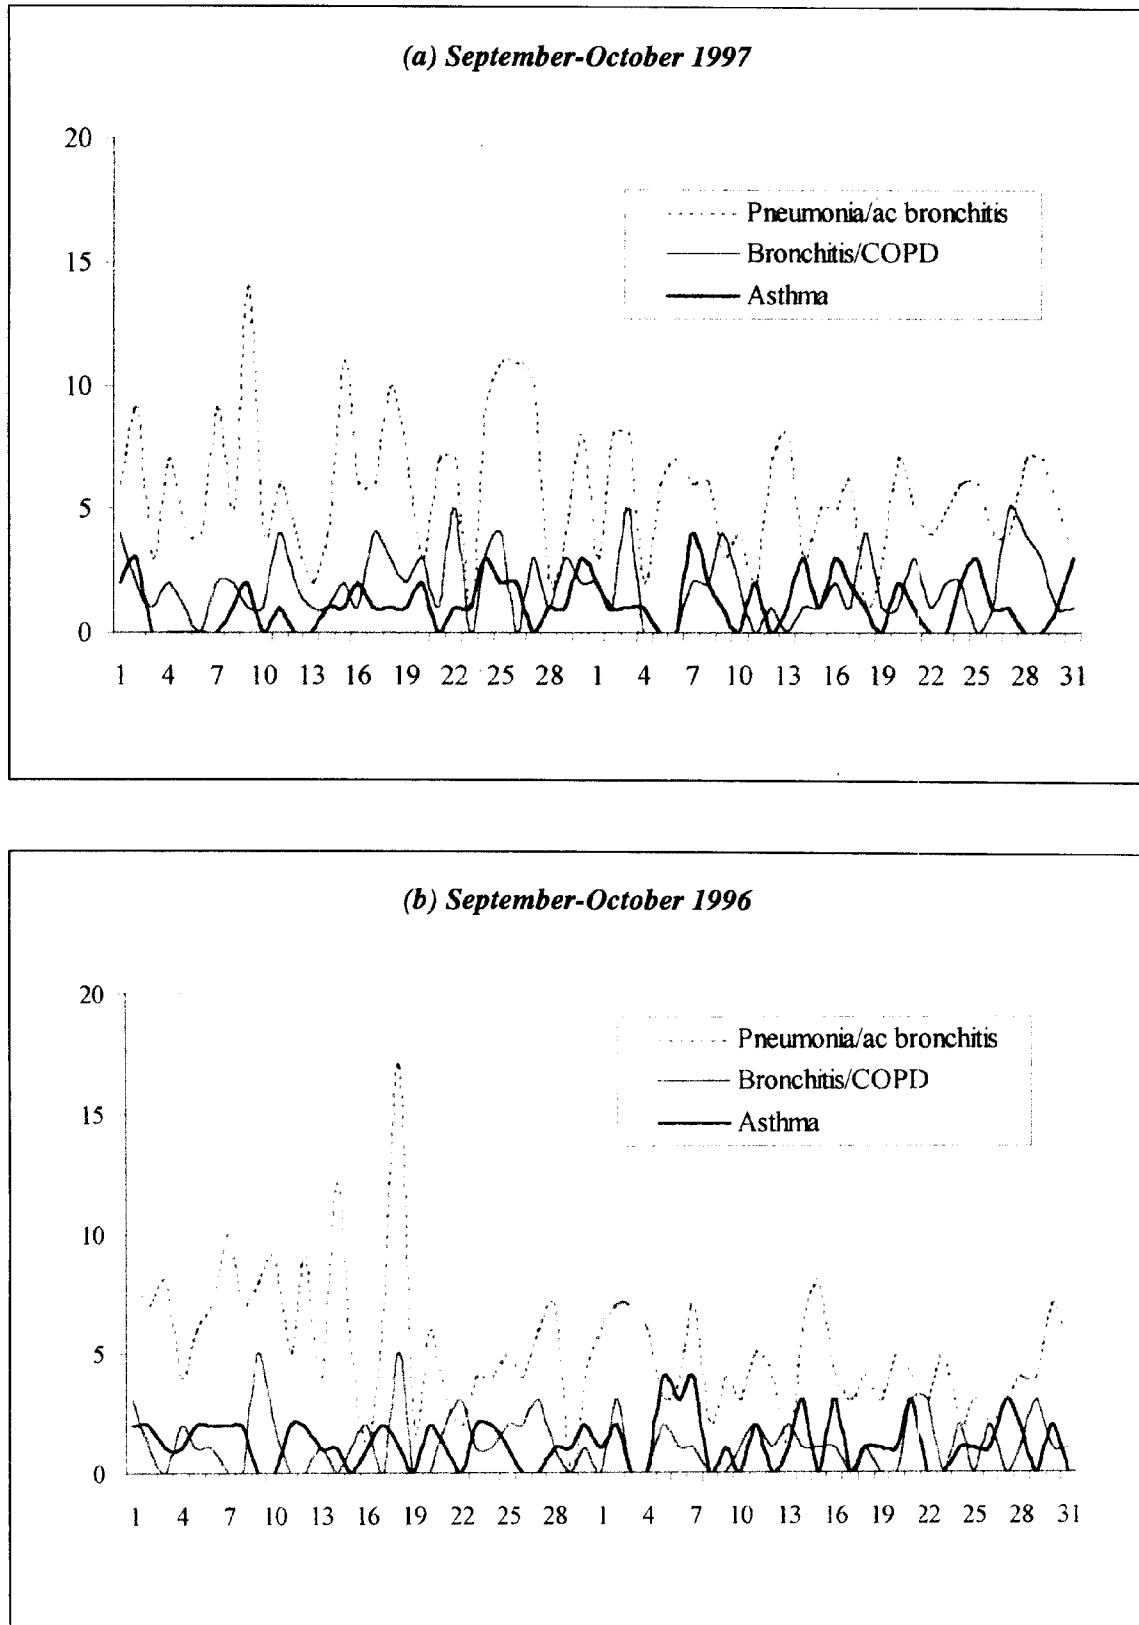 (a) September-October 1997
20
15
10
5
0
Pneumonia/ac bronchitis
Bronchitis/COPD
Asthma
1 4 7 10 13 16 19 22 25 28 1 4 7 10 13 16 19 22 25 28 31
(b) September-October 1996
20
15
10
5
0
Pneumonia/ac bronchitis
Bronchitis/COPD
Asthma
1 4 7 10 13 16 19 22 25 28 1 4 7 10 13 16 19 22 25 28 31